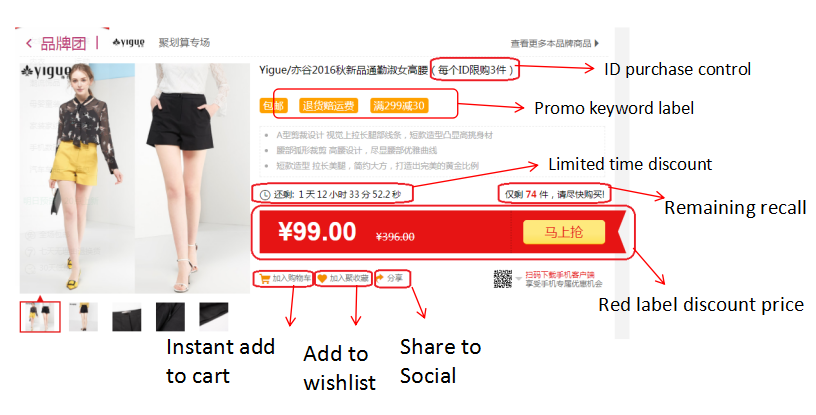 品牌团
YIGUE
聚划算专场
查看更多本品牌商品
YIGUE
Yigue/亦谷2016秋新品通勤淑女高腰 (每个ID限购3件)
ID purchase control
包邮 退货赔运费 满299减30
Promo keyword label
A型剪裁设计 视觉上拉长腿部线条，短款造型凸显高挑身材
腰部弧形裁剪 高腰设计，尽显腰部优雅曲线
短款造型 拉长美腿，简约大方，打造出完美的黄金比例
Limited time discount
还剩: 1 天 12 小时 33 分 52.2 秒
仅剩 74 件，请尽快购买!
Remaining recall
¥99.00 ¥396.00 马上抢
加入购物车 加入聚收藏 分享
扫码下载手机客户端
享受手机专属优惠机会
Red label discount price
Instant add
to cart
Add to
wishlist
Share to
Social